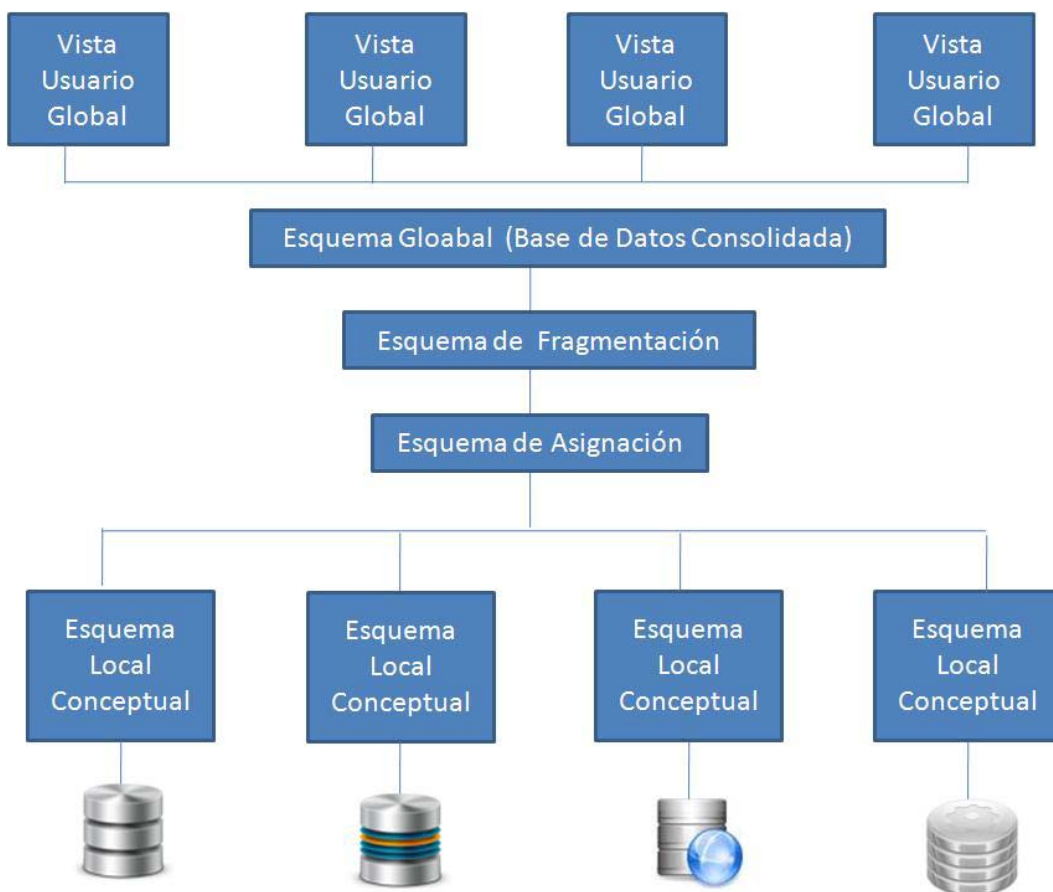 Vista
Usuario
Global
Vista
Usuario
Global
Vista
Usuario
Global
Vista
Usuario
Global
Esquema Gloabal (Base de Datos Consolidada)
Esquema de Fragmentación
Esquema de Asignación
Esquema
Local
Conceptual
Esquema
Local
Conceptual
Esquema
Local
Conceptual
Esquema
Local
Conceptual